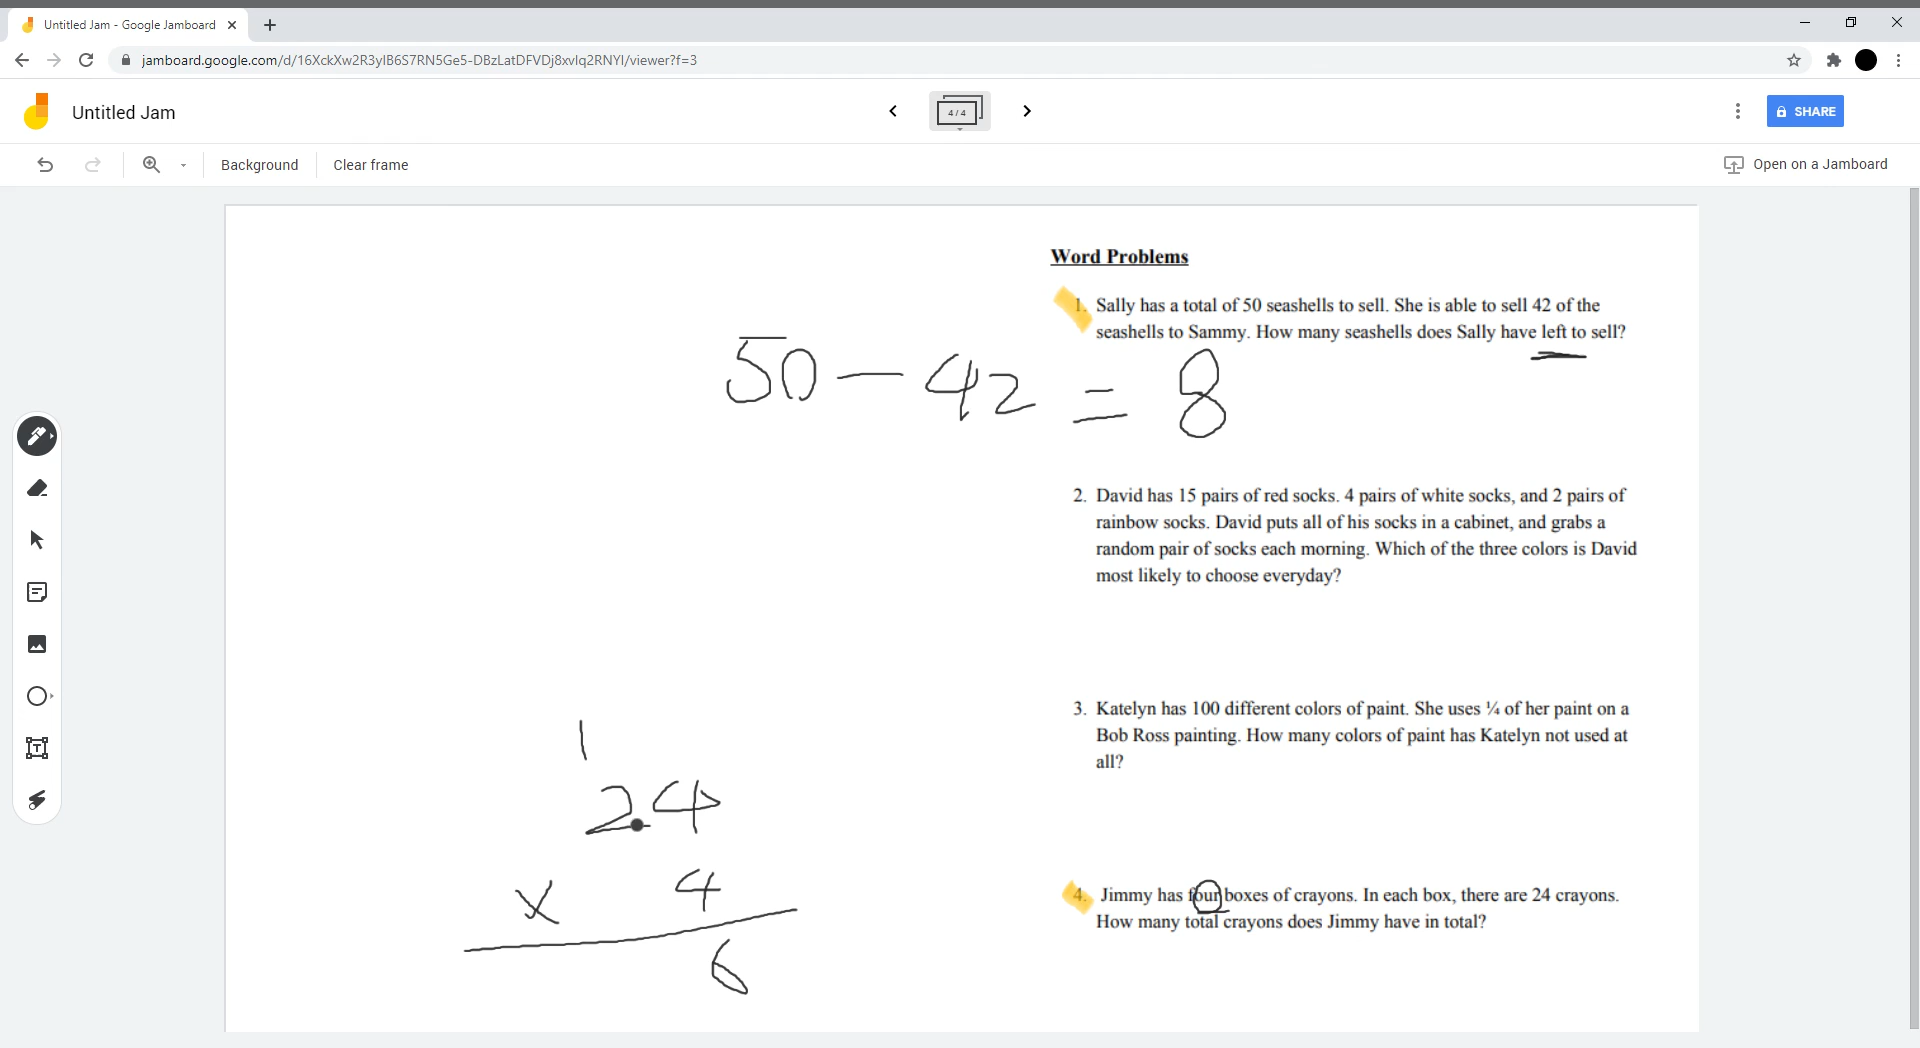 Untitled Jam - Google Jamboard
jamboard.google.com/d/16XckXw2R3yIB6S7RN5Ge5-DBzLatDFVDj8xvIq2RNYI/viewer?f=3
Untitled Jam
4 / 4
SHARE
Background
Clear frame
Open on a Jamboard
Word Problems
1. Sally has a total of 50 seashells to sell. She is able to sell 42 of the
seashells to Sammy. How many seashells does Sally have left to sell?
50 - 42 = 8
2. David has 15 pairs of red socks. 4 pairs of white socks, and 2 pairs of
rainbow socks. David puts all of his socks in a cabinet, and grabs a
random pair of socks each morning. Which of the three colors is David
most likely to choose everyday?
3. Katelyn has 100 different colors of paint. She uses ¼ of her paint on a
Bob Ross painting. How many colors of paint has Katelyn not used at
all?
1
24
x 4
6
4. Jimmy has four boxes of crayons. In each box, there are 24 crayons.
How many total crayons does Jimmy have in total?